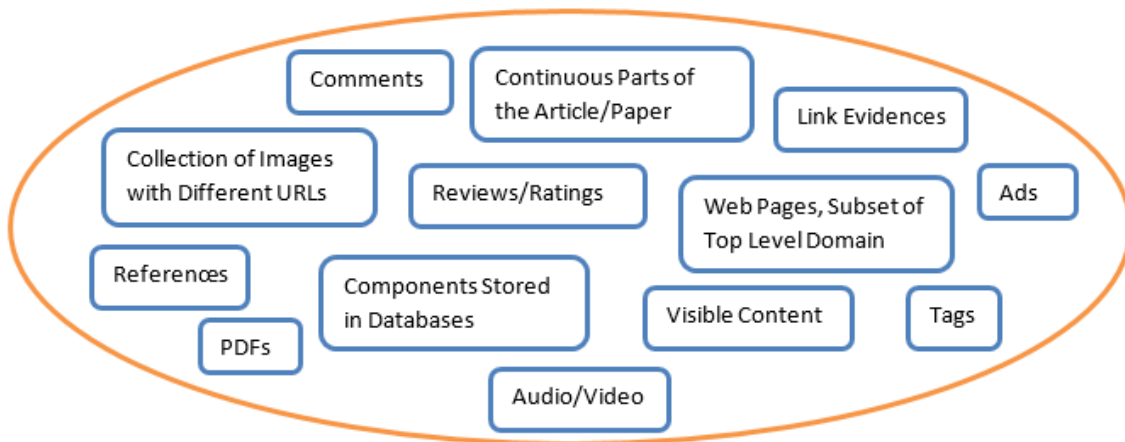 Comments
Continuous Parts of
the Article/Paper
Link Evidences
Collection of Images
with Different URLs
Reviews/Ratings
Web Pages, Subset of
Top Level Domain
Ads
References
Components Stored
in Databases
Visible Content
Tags
PDFs
Audio/Video